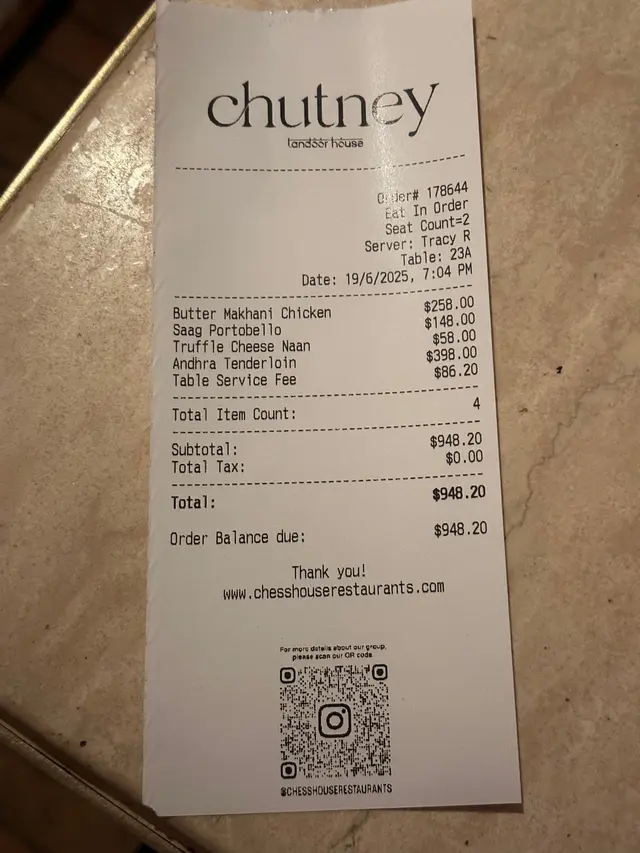 chutney
tandoor house
Order# 178644
Eat In Order
Seat Count=2
Server: Tracy R
Table: 23A
Date: 19/6/2025, 7:04 PM
Butter Makhani Chicken $258.00
Saag Portobello $148.00
Truffle Cheese Naan $58.00
Andhra Tenderloin $398.00
Table Service Fee $86.20
Total Item Count: 4
Subtotal: $948.20
Total Tax: $0.00
Total: $948.20
Order Balance due: $948.20
Thank you!
www.chesshouserestaurants.com
For more details about our group,
please scan our QR code.
@CHESSHOUSERESTAURANTS